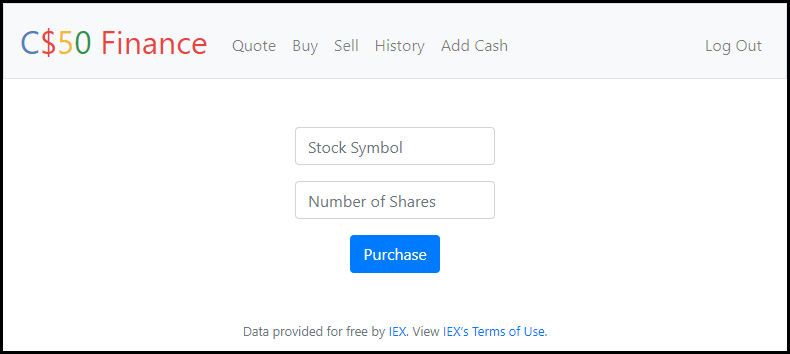 C$50 Finance Quote Buy Sell History Add Cash Log Out
Stock Symbol
Number of Shares
Purchase
Data provided for free by IEX. View IEX's Terms of Use.